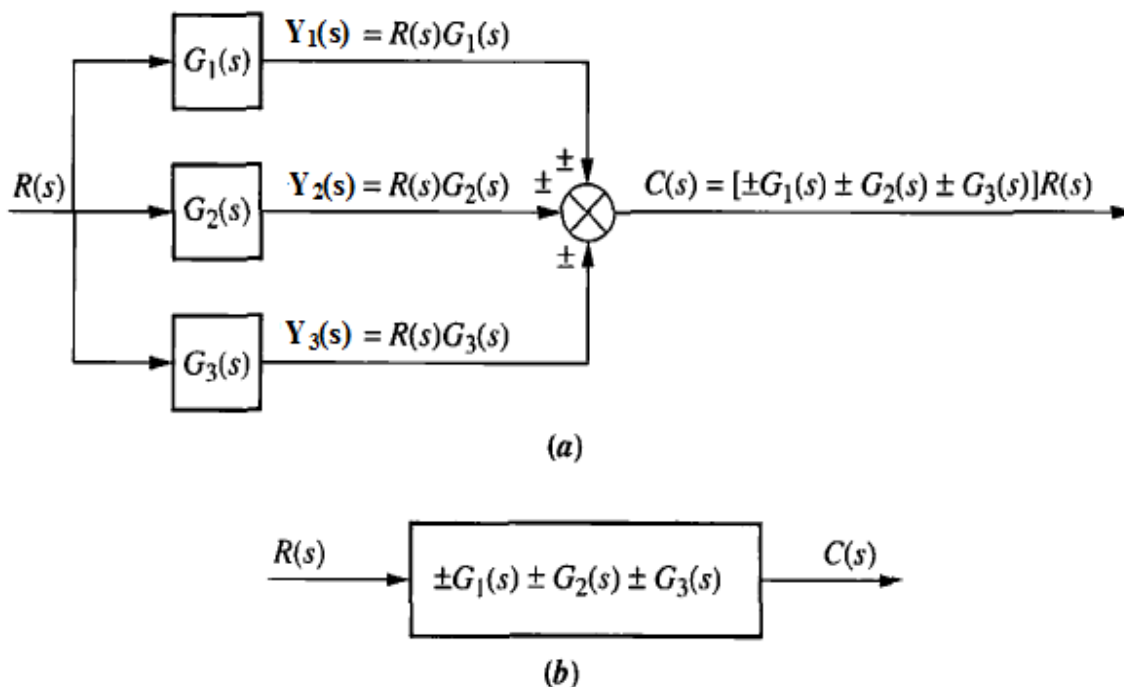 G₁(s)
Y₁(s) = R(s)G₁(s)
±
R(s)
G₂(s)
Y₂(s) = R(s)G₂(s)
±
C(s) = [±G₁(s) ± G₂(s) ± G₃(s)]R(s)
±
G₃(s)
Y₃(s) = R(s)G₃(s)
(a)
R(s)
±G₁(s) ± G₂(s) ± G₃(s)
C(s)
(b)